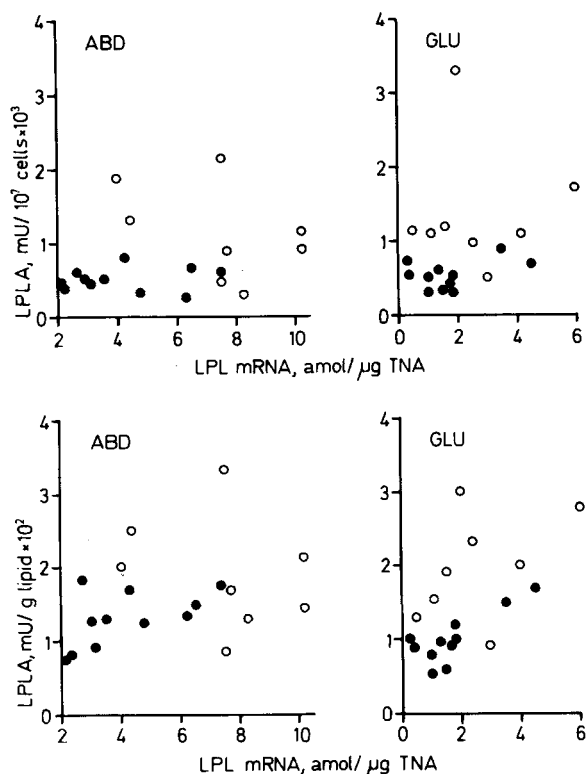 ABD
GLU
LPLA, mU/10⁷ cells×10³
4
3
2
1
0
2 4 6 8 10
4
3
2
1
0
0 2 4 6
LPL mRNA, amol/µg TNA
ABD
GLU
LPLA, mU/g lipid×10²
4
3
2
1
0
2 4 6 8 10
4
3
2
1
0
0 2 4 6
LPL mRNA, amol/µg TNA